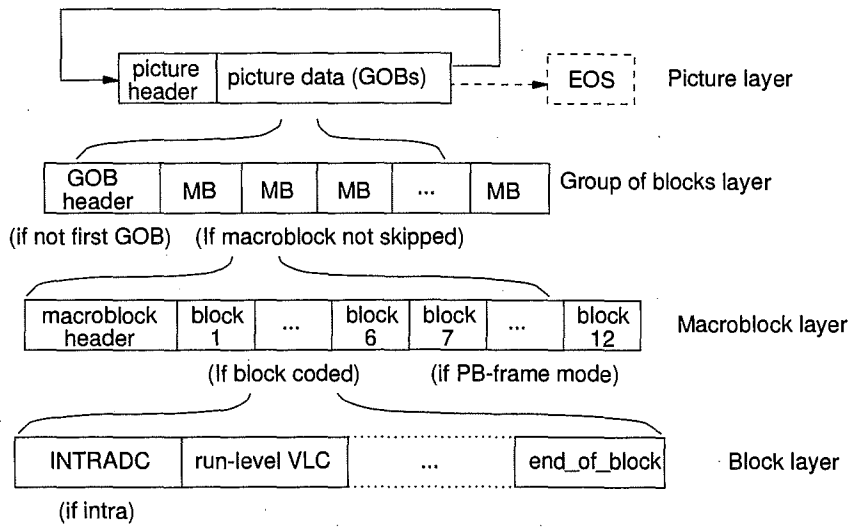 picture header picture data (GOBs) EOS Picture layer
GOB header MB MB MB ... MB Group of blocks layer
(if not first GOB) (If macroblock not skipped)
macroblock header block 1 ... block 6 block 7 ... block 12 Macroblock layer
(If block coded) (if PB-frame mode)
INTRADC run-level VLC ... end_of_block Block layer
(if intra)